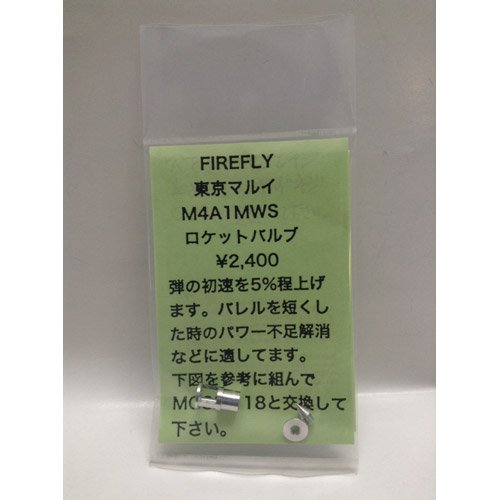 FIREFLY
東京マルイ
M4A1MWS
ロケットバルブ
¥2,400
弾の初速を5%程上げ
ます。バレルを短くし
た時のパワー不足解消
などに適してます。
下図を参考に組んで
18と交換して
下さい。